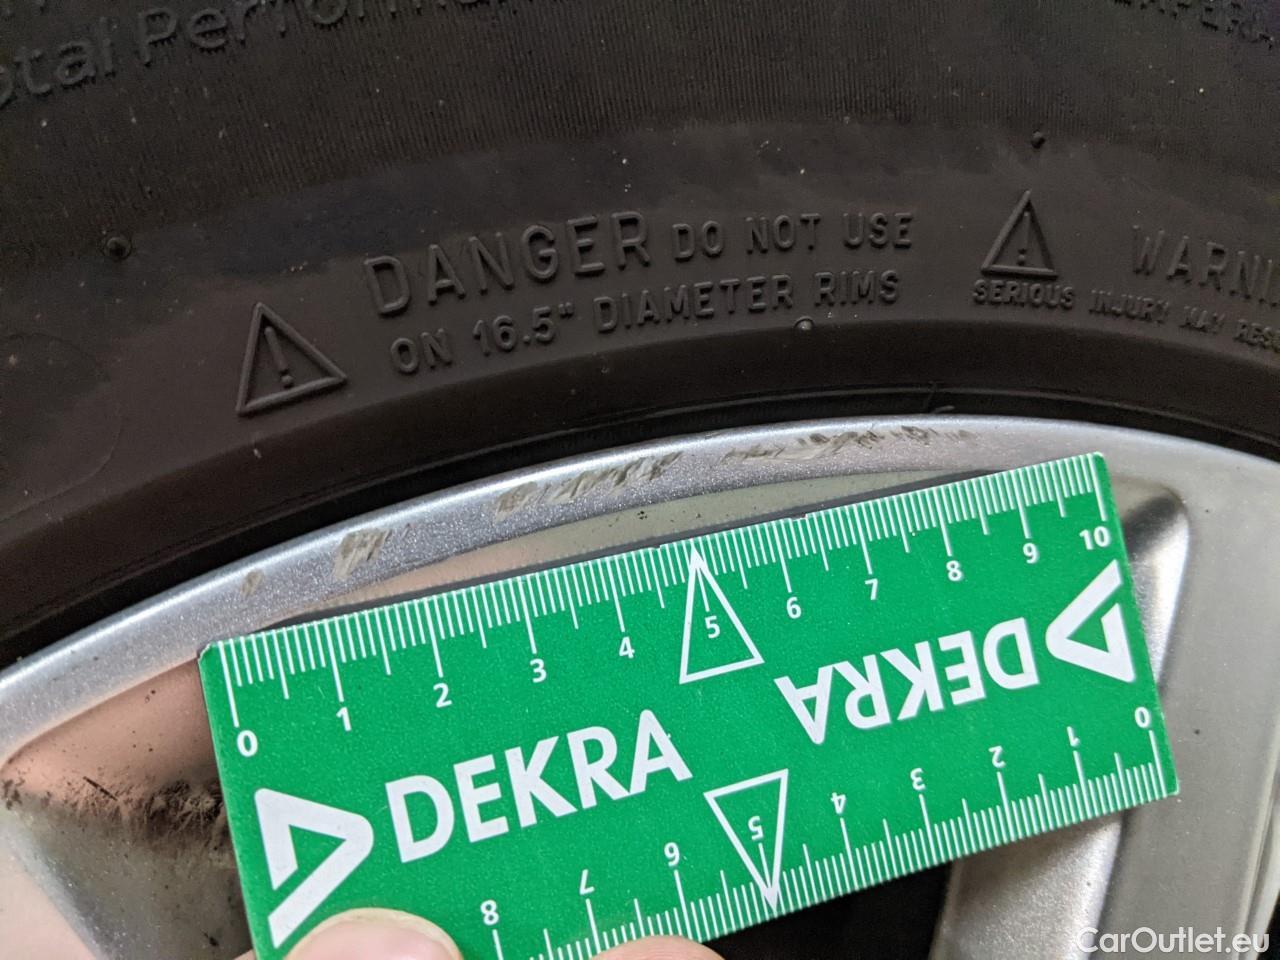 Performa
DANGER DO NOT USE
ON 16.5" DIAMETER RIMS
WARNI
SERIOUS INJURY MAY RES
0 1 2 3 4 5 6 7 8 9 10
DEKRA
DEKRA
8 7 6 5 4 3 2 1 0
CarOutlet.eu